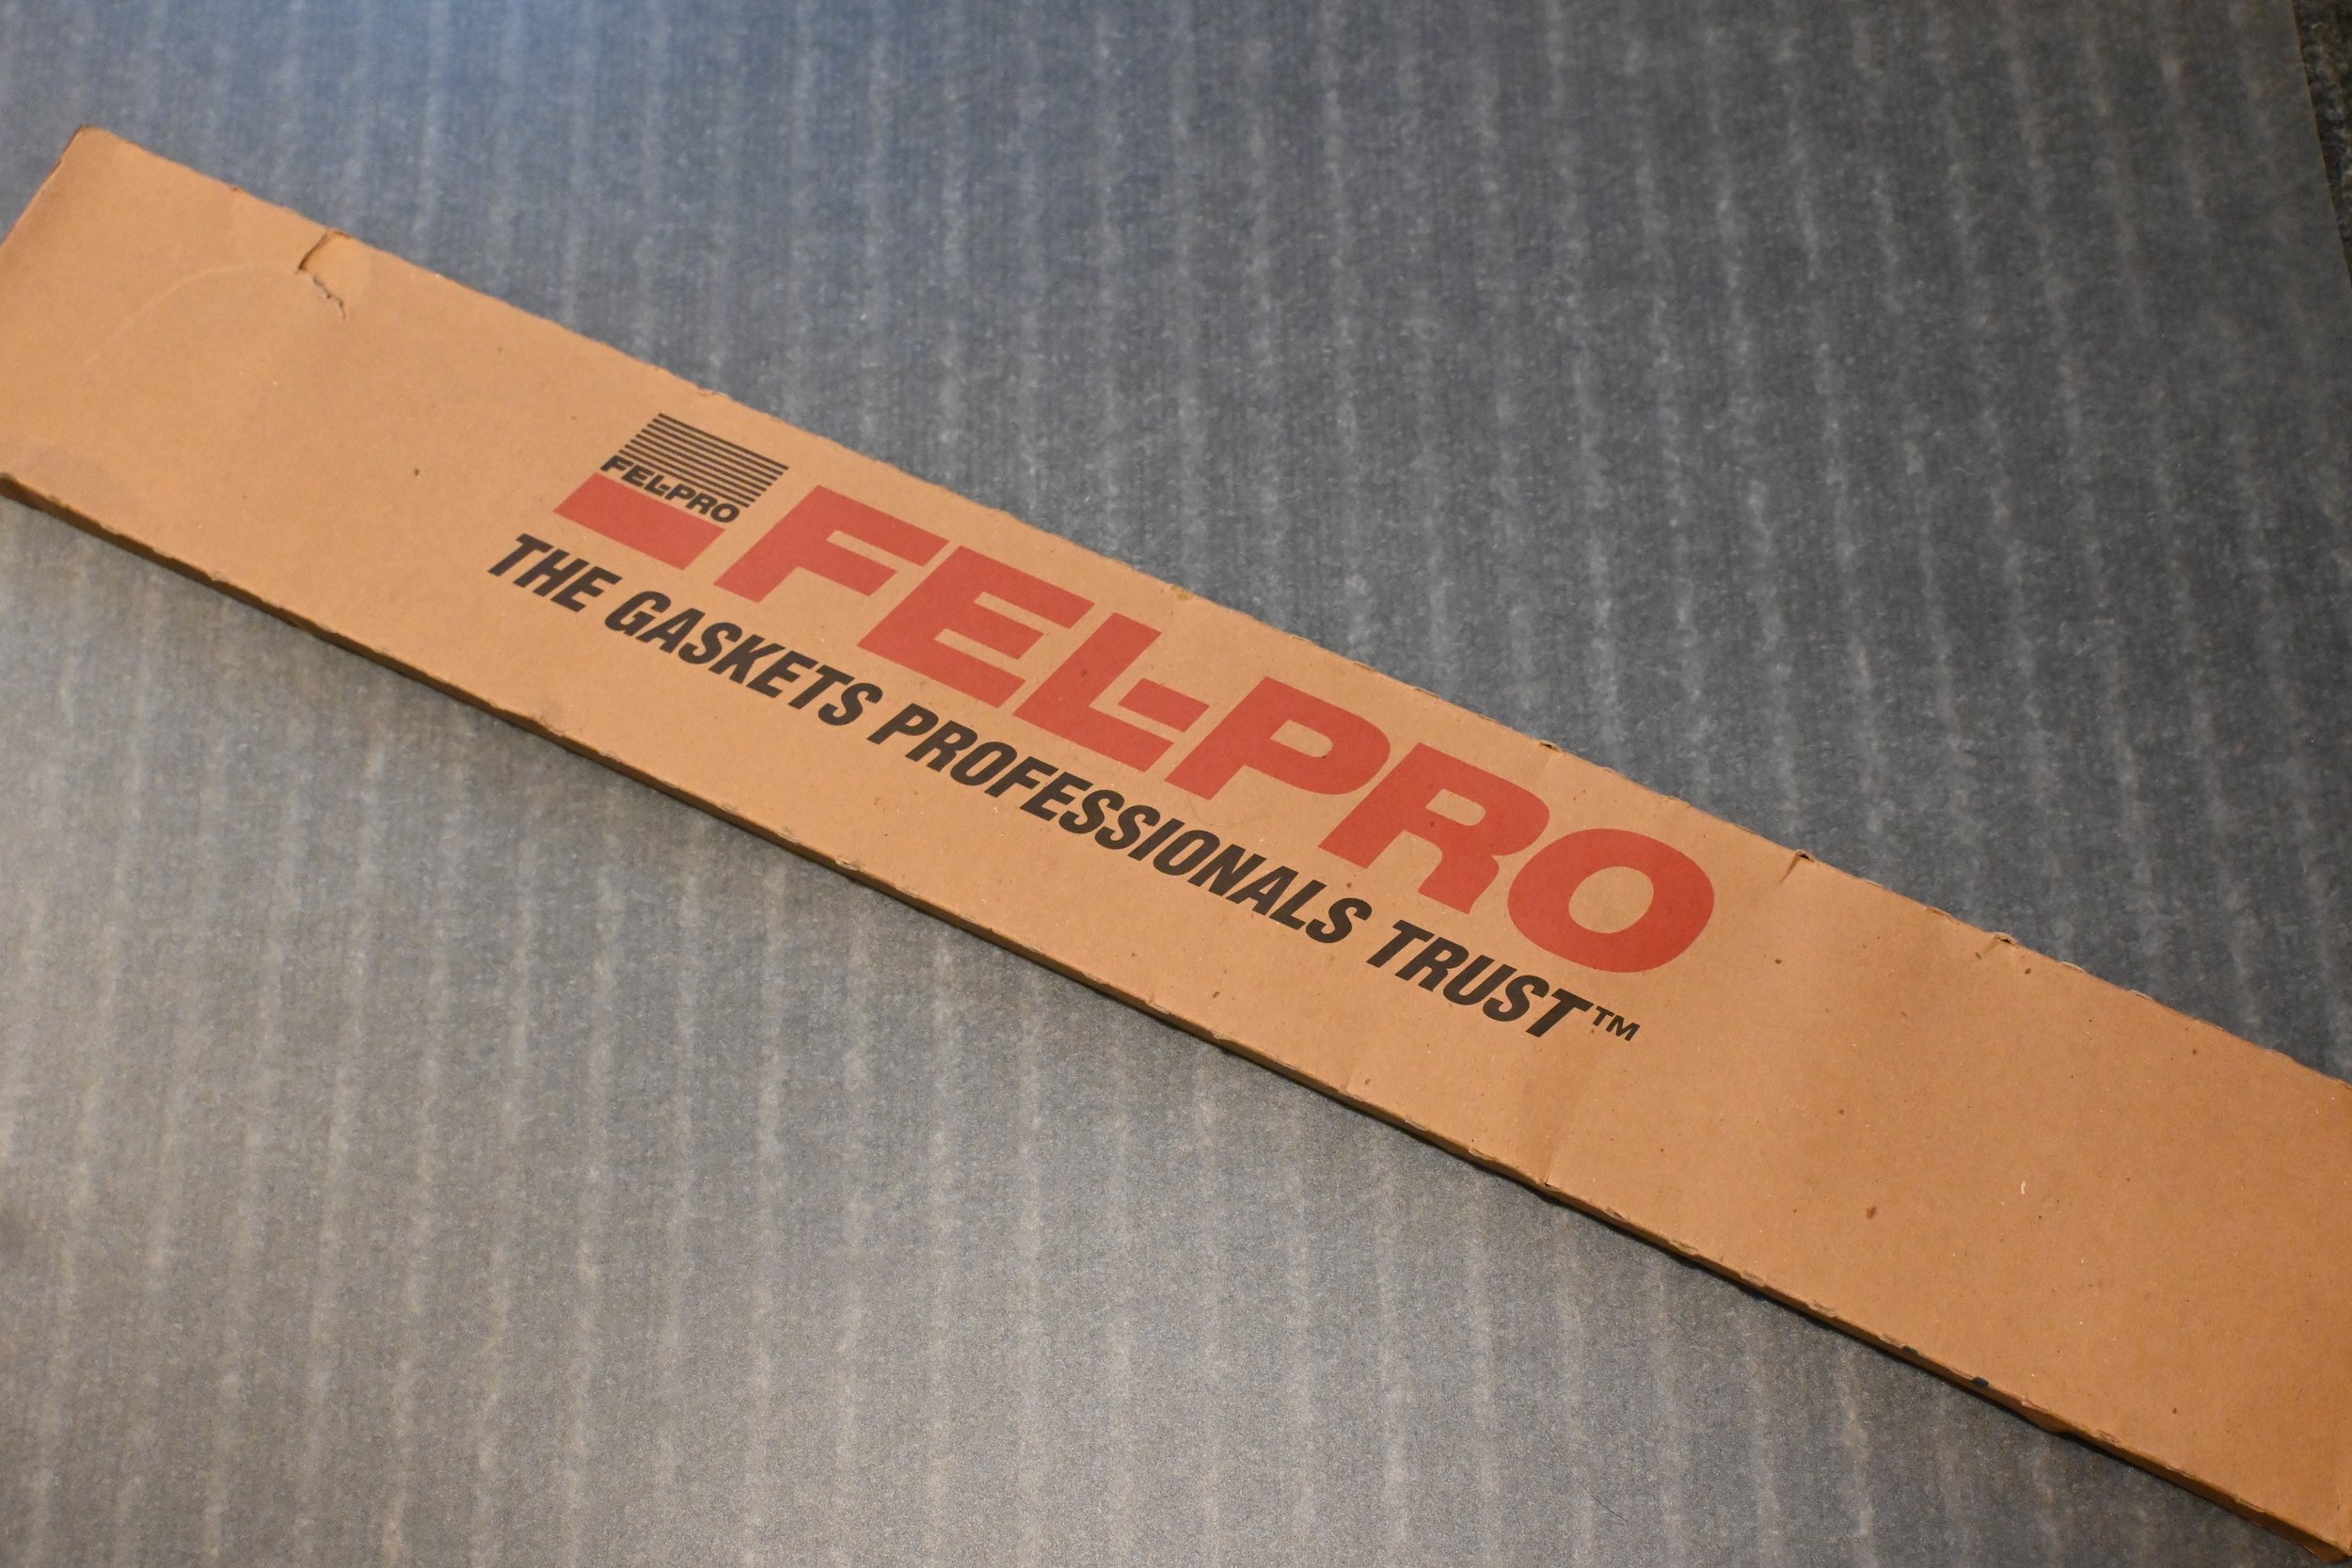 FEL-PRO
FEL-PRO
THE GASKETS PROFESSIONALS TRUST™